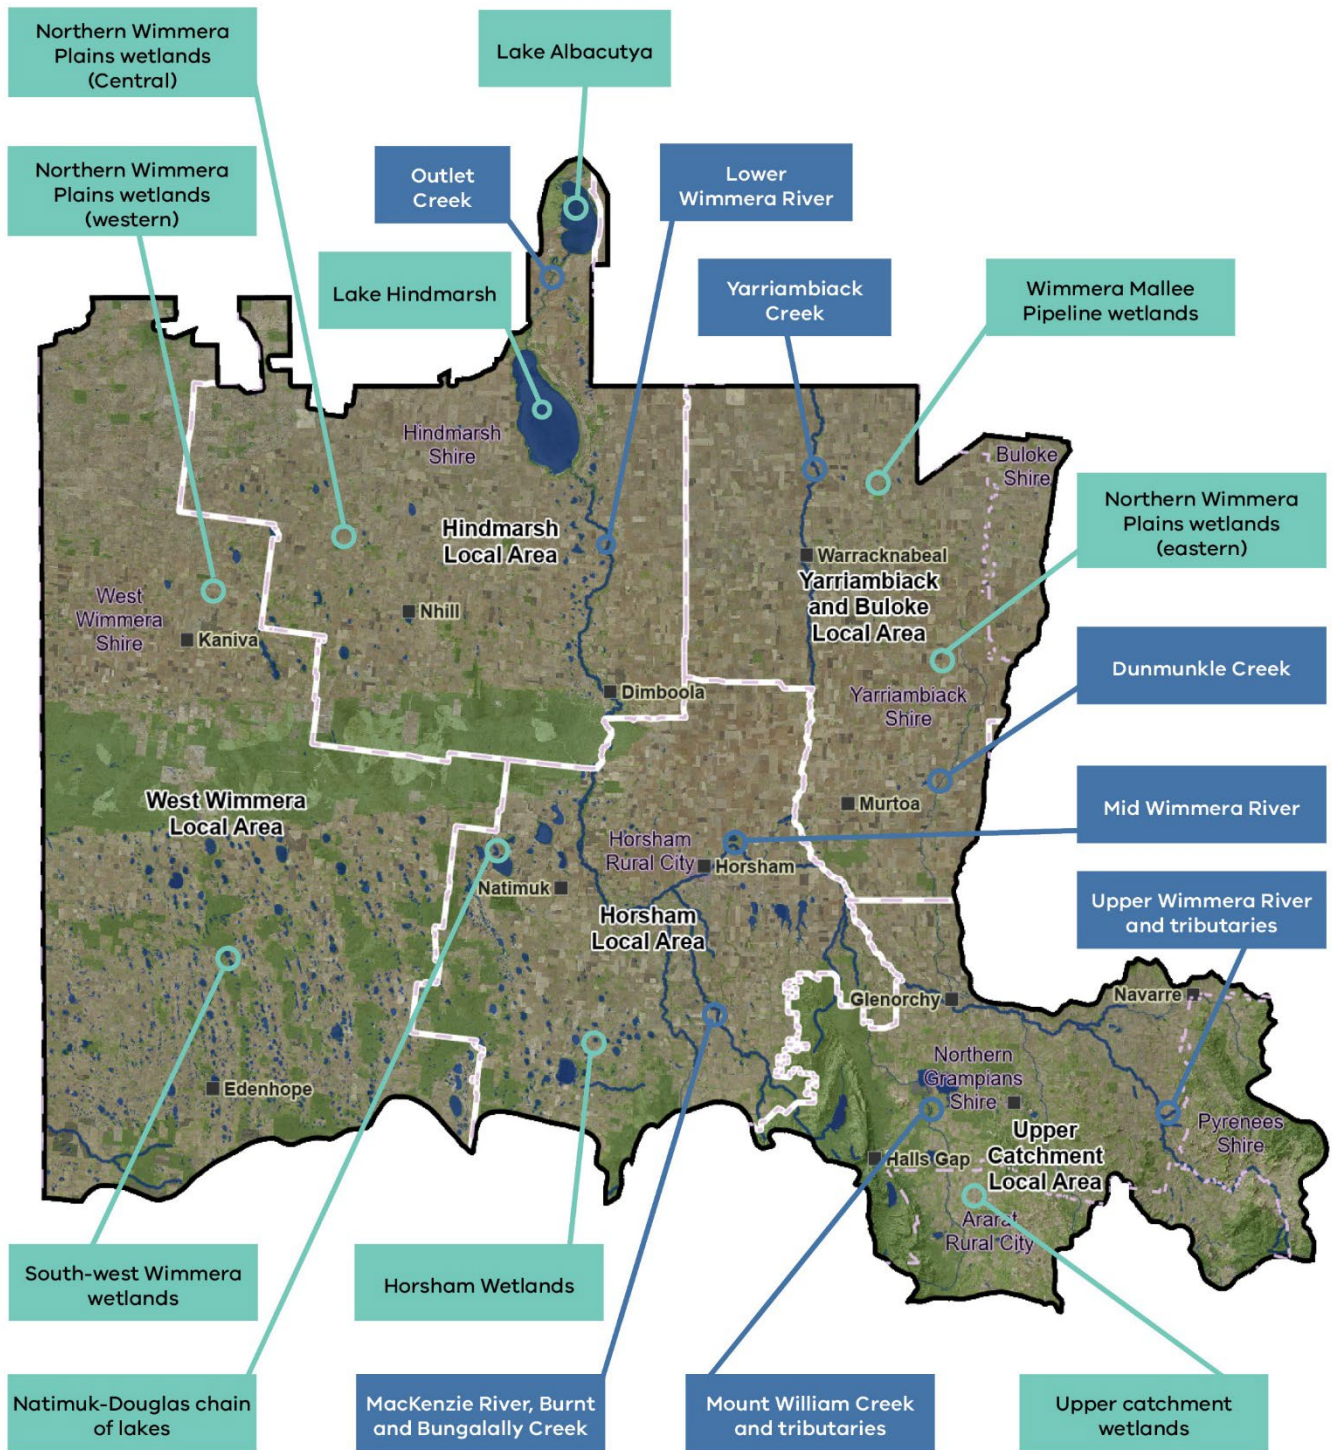 Northern Wimmera
Plains wetlands
(Central)
Lake Albacutya
Northern Wimmera
Plains wetlands
(western)
Outlet
Creek
Lower
Wimmera River
Lake Hindmarsh
Yarriambiack
Creek
Wimmera Mallee
Pipeline wetlands
Hindmarsh
Shire
Buloke
Shire
Northern Wimmera
Plains wetlands
(eastern)
Hindmarsh
Local Area
Warracknabeal
Yarriambiack
and Buloke
Local Area
West
Wimmera
Shire
Nhill
Kaniva
Dunmunkle Creek
Dimboola
Yarriambiack
Shire
West Wimmera
Local Area
Murtoa
Mid Wimmera River
Horsham
Rural City
Horsham
Natimuk
Horsham
Local Area
Upper Wimmera River
and tributaries
Glenorchy
Navarre
Northern
Grampians
Shire
Edenhope
Upper
Catchment
Local Area
Pyrenees
Shire
Halls Gap
Ararat
Rural City
South-west Wimmera
wetlands
Horsham Wetlands
Natimuk-Douglas chain
of lakes
MacKenzie River, Burnt
and Bungalally Creek
Mount William Creek
and tributaries
Upper catchment
wetlands